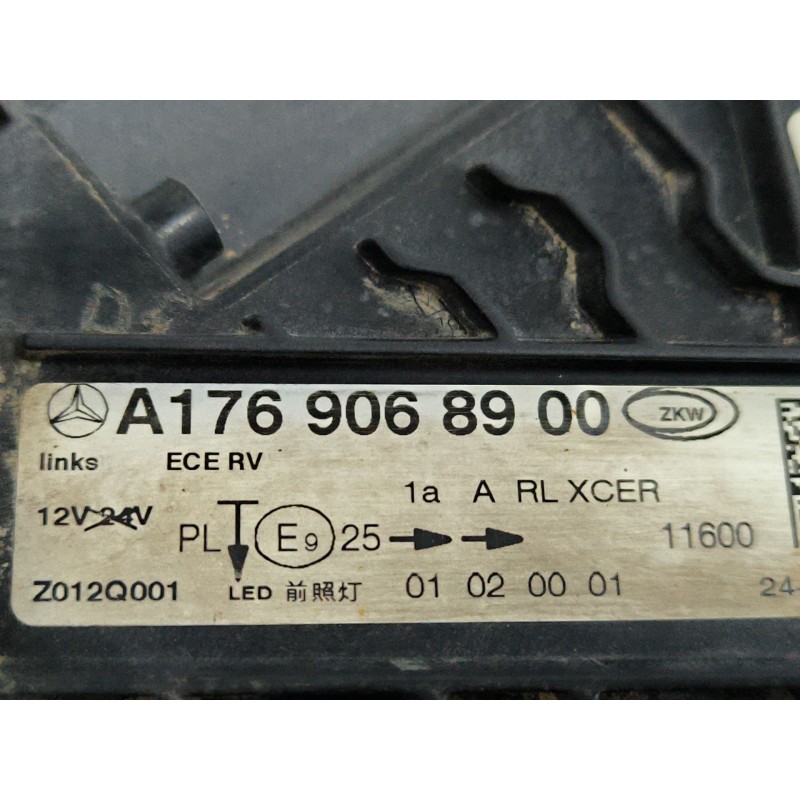 A176 906 89 00 ZKW
links ECE RV
1a A RL XCER
12V 24V
PL E9 25 11600
Z012Q001 LED 前照灯 01 02 00 01 24-